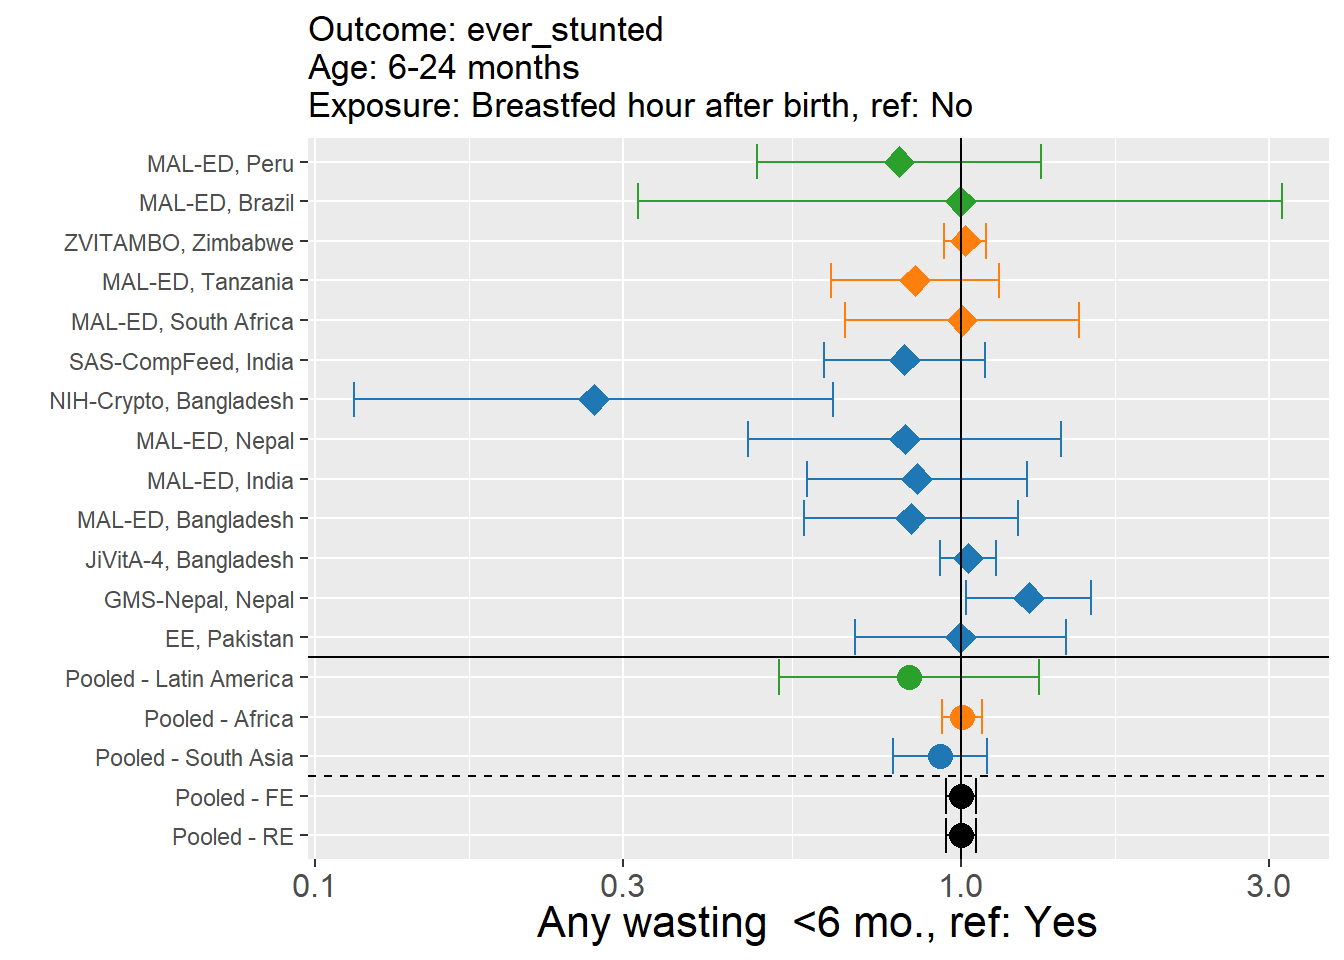 Outcome: ever_stunted
Age: 6-24 months
Exposure: Breastfed hour after birth, ref: No
MAL-ED, Peru
MAL-ED, Brazil
ZVITAMBO, Zimbabwe
MAL-ED, Tanzania
MAL-ED, South Africa
SAS-CompFeed, India
NIH-Crypto, Bangladesh
MAL-ED, Nepal
MAL-ED, India
MAL-ED, Bangladesh
JiVitA-4, Bangladesh
GMS-Nepal, Nepal
EE, Pakistan
Pooled - Latin America
Pooled - Africa
Pooled - South Asia
Pooled - FE
Pooled - RE
0.1 0.3 1.0 3.0
Any wasting  <6 mo., ref: Yes